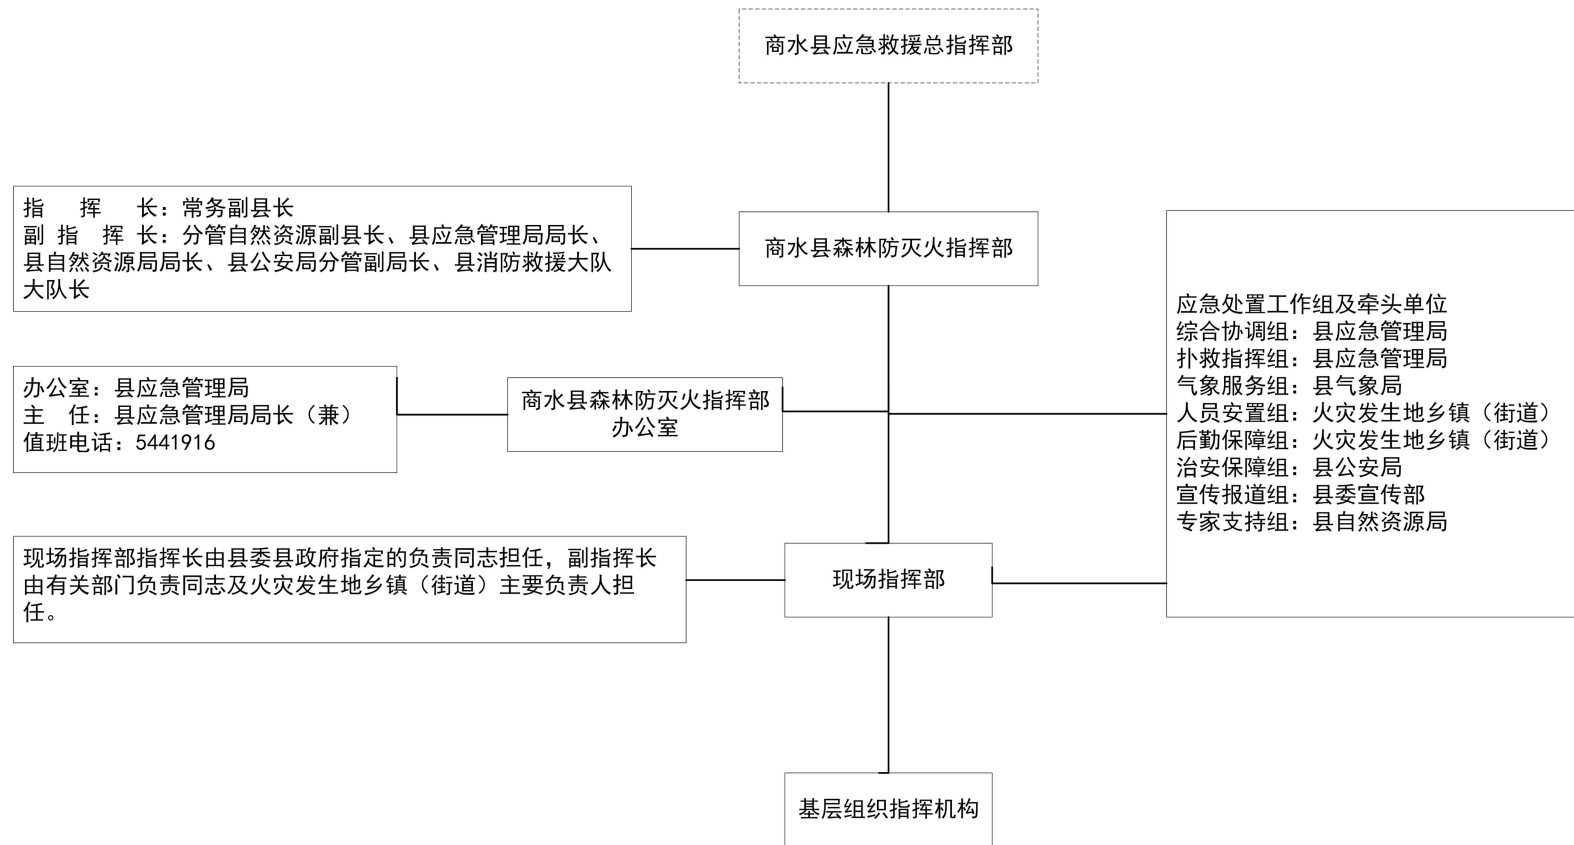 商水县应急救援总指挥部
指 挥 长：常务副县长
副 指 挥 长：分管自然资源副县长、县应急管理局局长、
县自然资源局局长、县公安局分管副局长、县消防救援大队
大队长
商水县森林防灭火指挥部
应急处置工作组及牵头单位
综合协调组：县应急管理局
扑救指挥组：县应急管理局
气象服务组：县气象局
人员安置组：火灾发生地乡镇（街道）
后勤保障组：火灾发生地乡镇（街道）
治安保障组：县公安局
宣传报道组：县委宣传部
专家支持组：县自然资源局
办公室：县应急管理局
主 任：县应急管理局局长（兼）
值班电话：5441916
商水县森林防灭火指挥部
办公室
现场指挥部指挥长由县委县政府指定的负责同志担任，副指挥长
由有关部门负责同志及火灾发生地乡镇（街道）主要负责人担
任。
现场指挥部
基层组织指挥机构